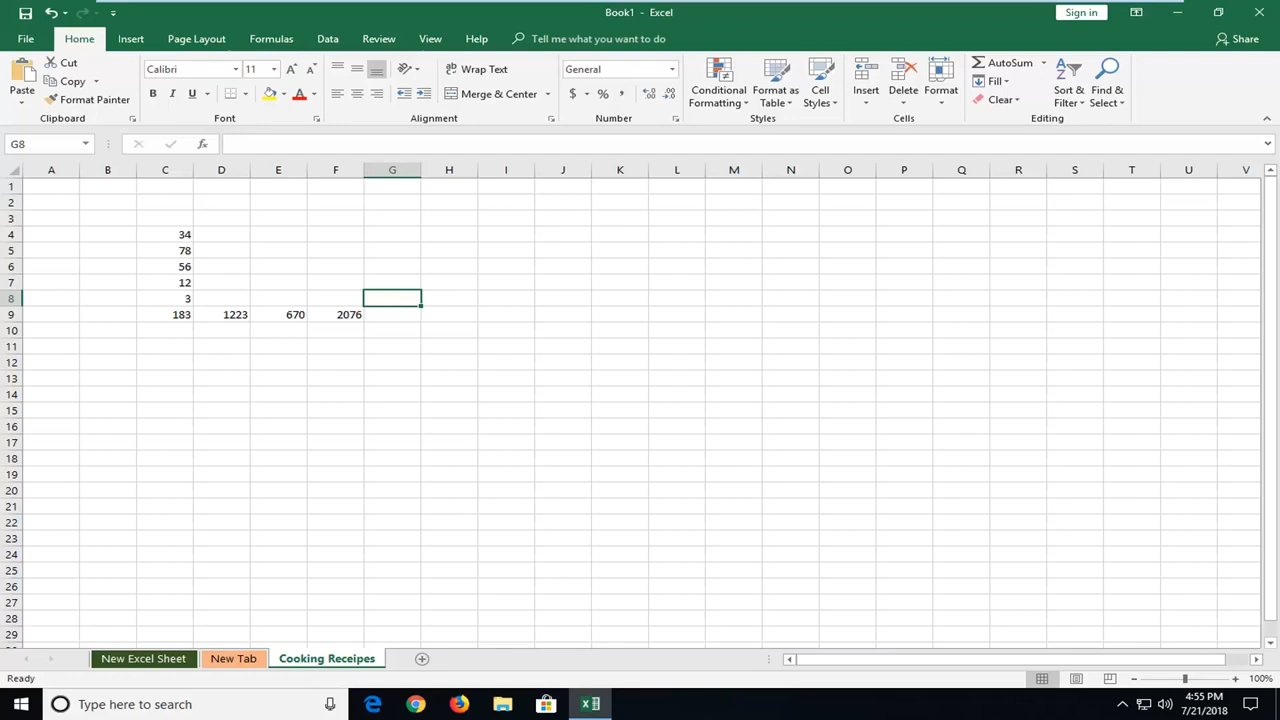 Book1 - Excel
Sign in
File Home Insert Page Layout Formulas Data Review View Help Tell me what you want to do Share
Paste Cut Copy Format Painter Clipboard
Calibri 11 A A B I U A Font
Wrap Text Merge & Center Alignment
General $ % , Number
Conditional Formatting Format as Table Cell Styles Styles
Insert Delete Format Cells
AutoSum Fill Clear Sort & Filter Find & Select Editing
G8 fx
A B C D E F G H I J K L M N O P Q R S T U V
1
2
3
4 34
5 78
6 56
7 12
8 3
9 183 1223 670 2076
10
11
12
13
14
15
16
17
18
19
20
21
22
23
24
25
26
27
28
29
New Excel Sheet New Tab Cooking Receipes
Ready 100%
Type here to search
4:55 PM
7/21/2018